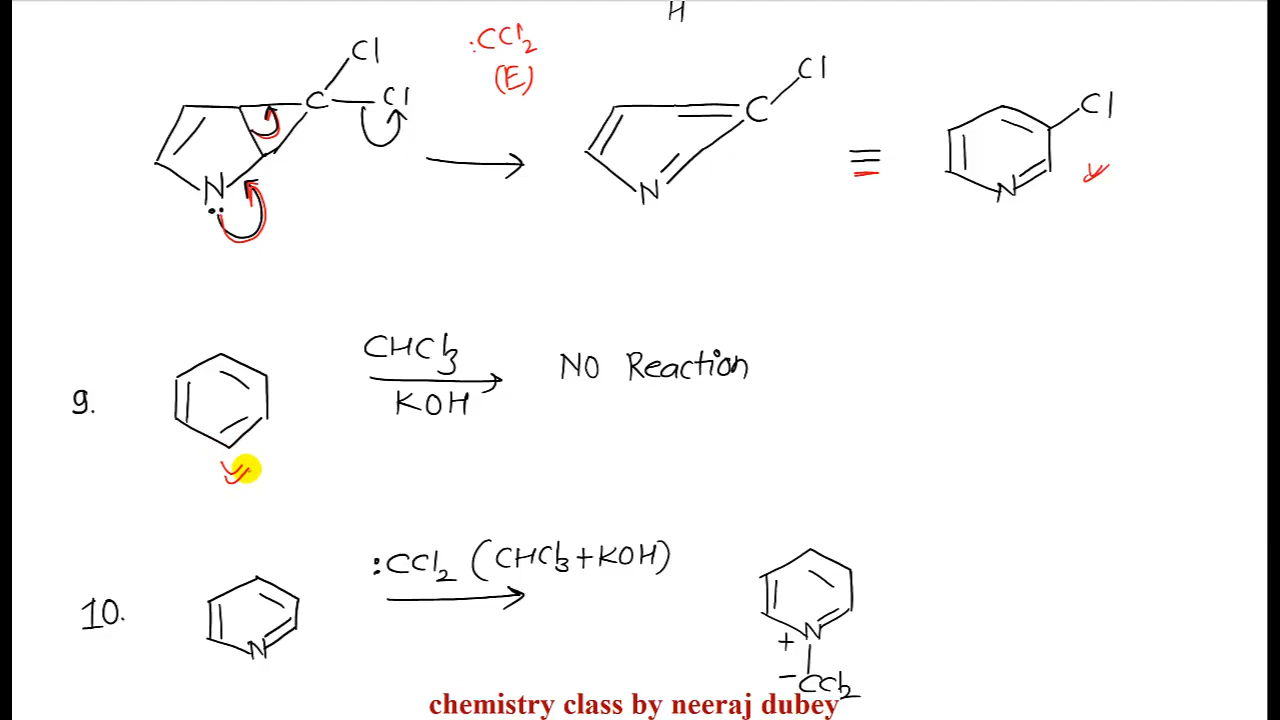 H
Cl
:CCl2
(E)
C Cl
N
Cl
C
N
≡
Cl
N
9.
CHCl3
KOH
NO Reaction
10.
N
:CCl2 (CHCl3+KOH)
N
+
−CCl2
chemistry class by neeraj dubey